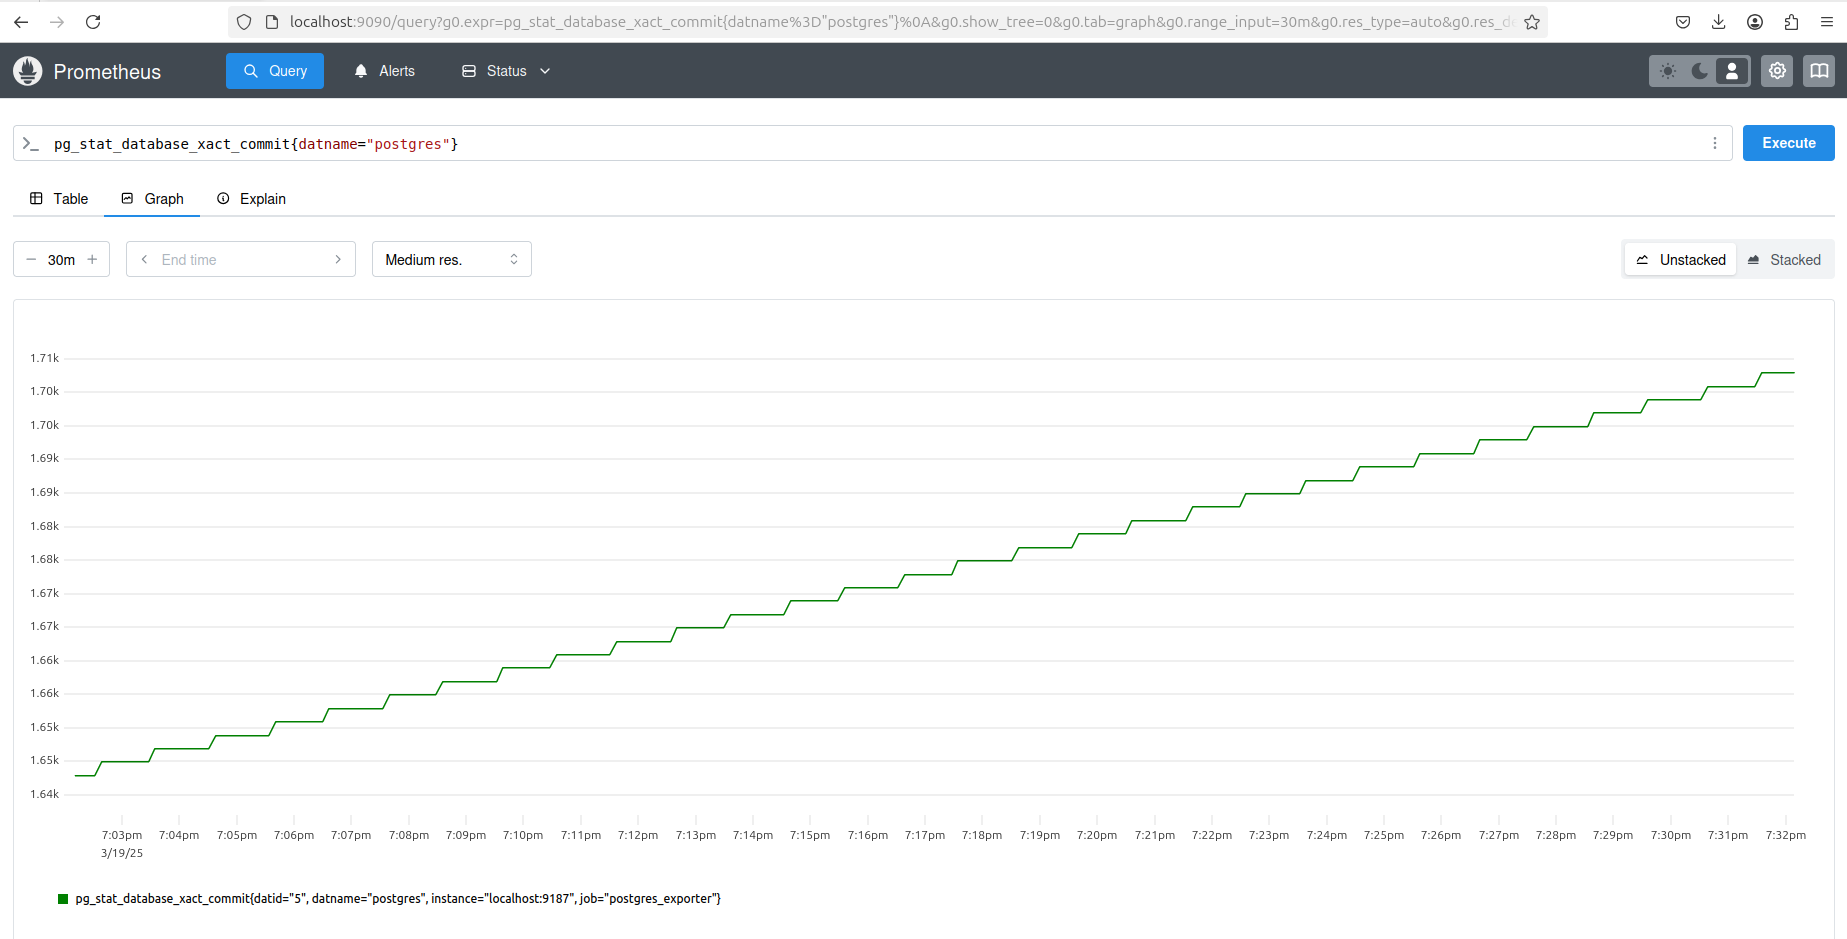 localhost:9090/query?g0.expr=pg_stat_database_xact_commit{datname%3D"postgres"}%0A&g0.show_tree=0&g0.tab=graph&g0.range_input=30m&g0.res_type=auto&g0.res_de
Prometheus Query Alerts Status
>_ pg_stat_database_xact_commit{datname="postgres"} Execute
Table Graph Explain
− 30m + End time Medium res. Unstacked Stacked
1.71k
1.70k
1.70k
1.69k
1.69k
1.68k
1.68k
1.67k
1.67k
1.66k
1.66k
1.65k
1.65k
1.64k
7:03pm 7:04pm 7:05pm 7:06pm 7:07pm 7:08pm 7:09pm 7:10pm 7:11pm 7:12pm 7:13pm 7:14pm 7:15pm 7:16pm 7:17pm 7:18pm 7:19pm 7:20pm 7:21pm 7:22pm 7:23pm 7:24pm 7:25pm 7:26pm 7:27pm 7:28pm 7:29pm 7:30pm 7:31pm 7:32pm
3/19/25
pg_stat_database_xact_commit{datid="5", datname="postgres", instance="localhost:9187", job="postgres_exporter"}